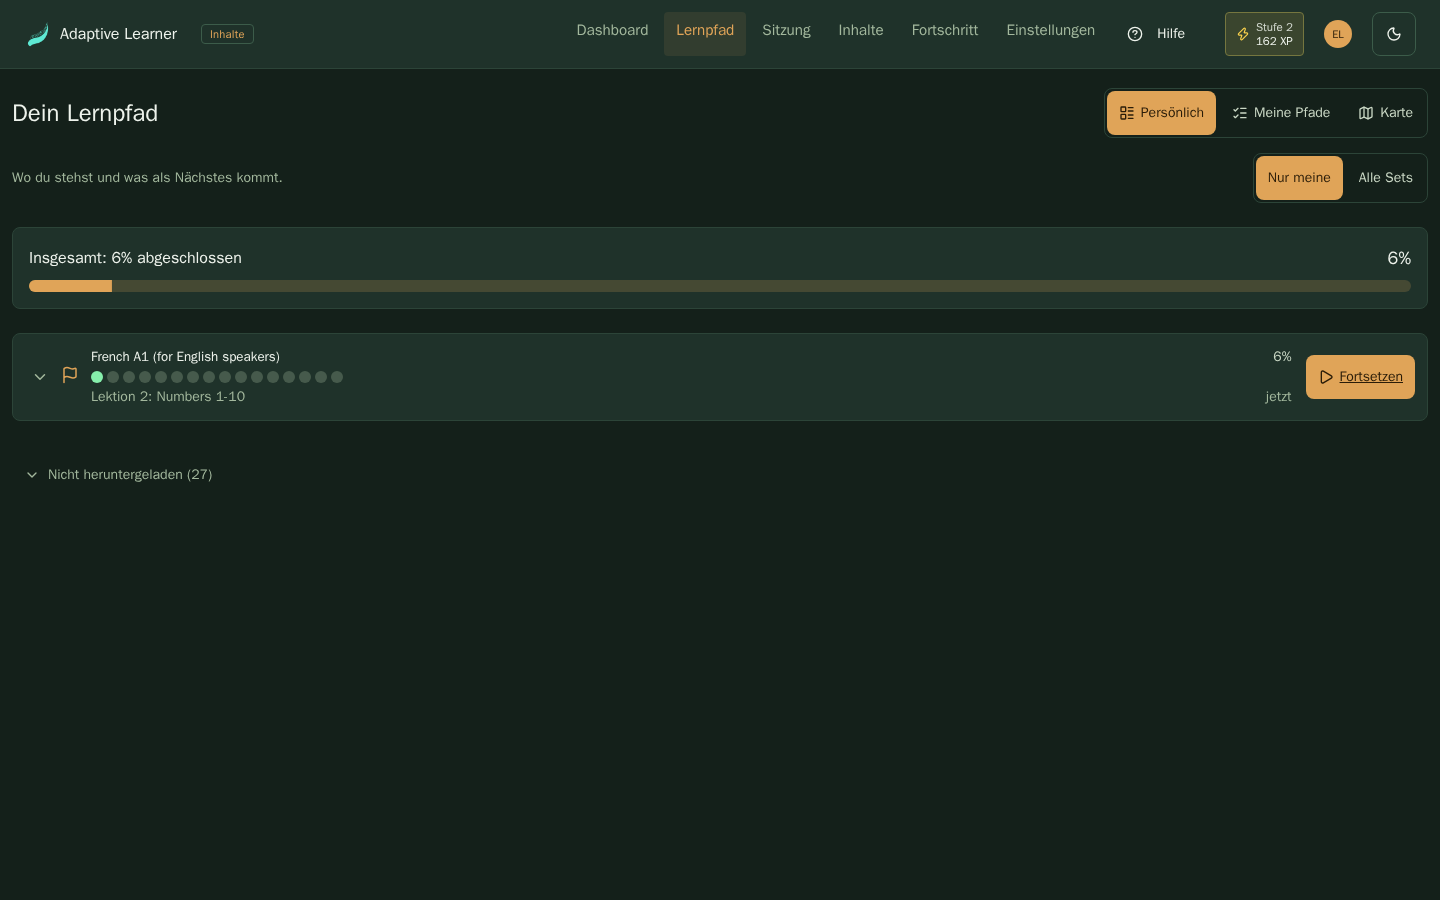 Adaptive Learner
Inhalte
Dashboard
Lernpfad
Sitzung
Inhalte
Fortschritt
Einstellungen
Hilfe
Stufe 2
162 XP
EL
Dein Lernpfad
Persönlich
Meine Pfade
Karte
Wo du stehst und was als Nächstes kommt.
Nur meine
Alle Sets
Insgesamt: 6% abgeschlossen
6%
French A1 (for English speakers)
6%
Lektion 2: Numbers 1-10
jetzt
Fortsetzen
Nicht heruntergeladen (27)